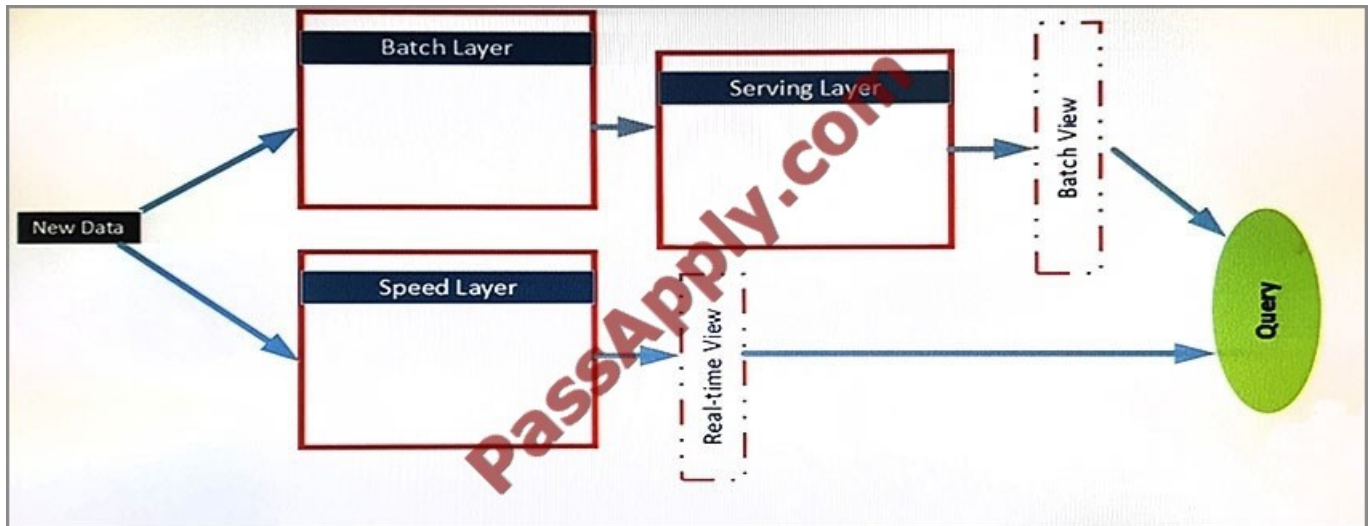 Batch Layer
Serving Layer
Batch View
New Data
Speed Layer
Real-time View
Query
PassApply.com